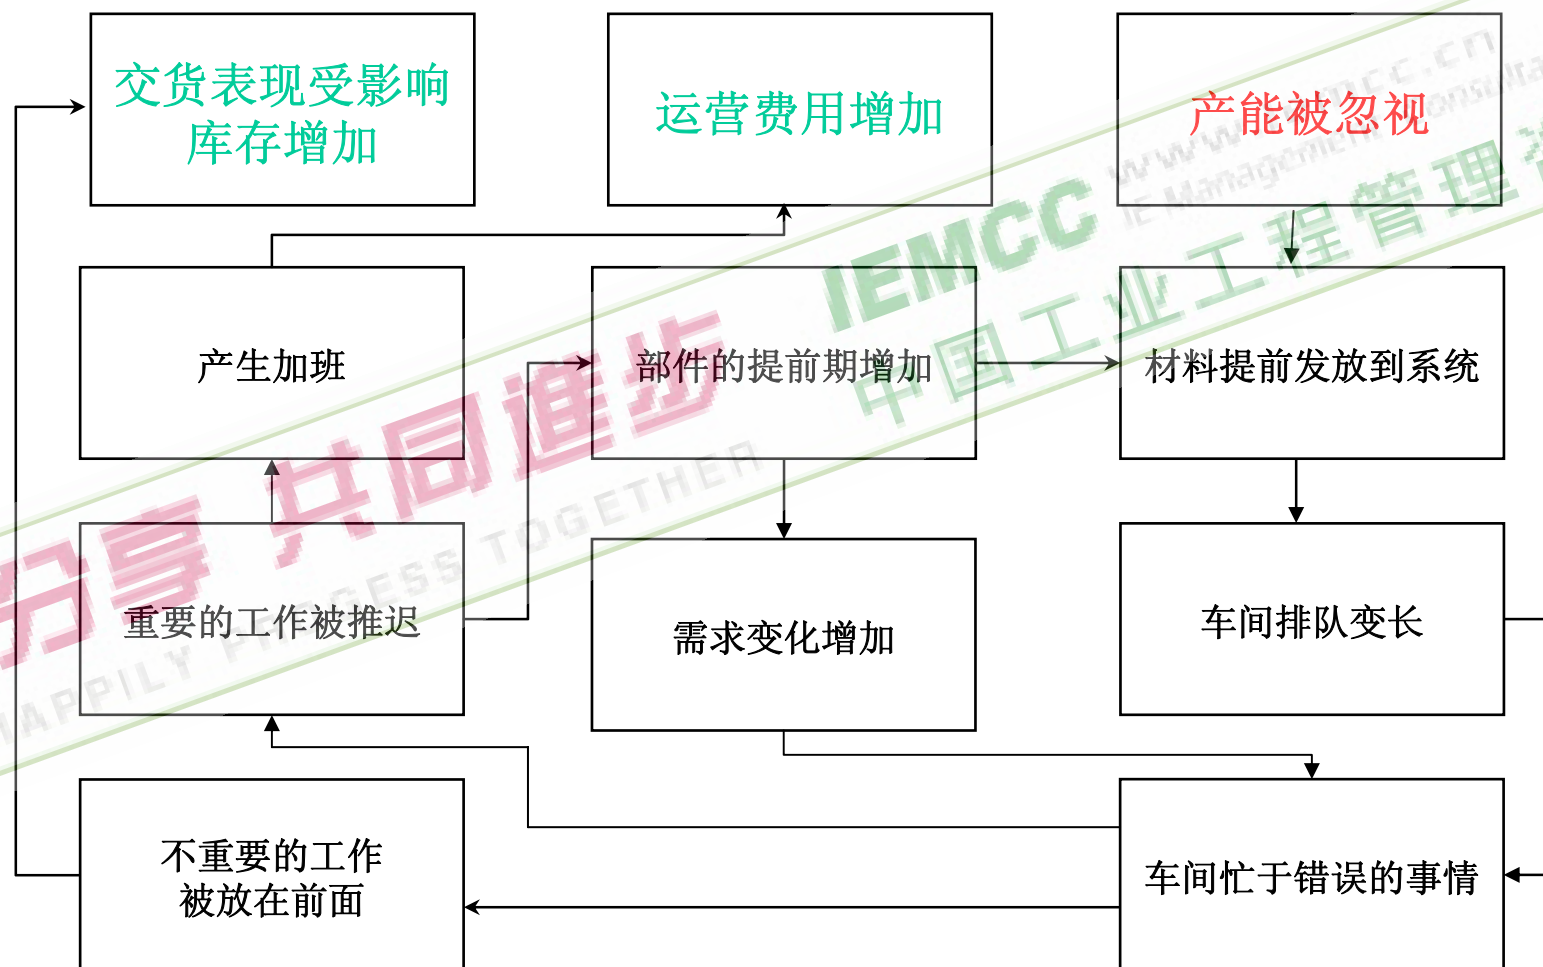 交货表现受影响
库存增加
运营费用增加
产能被忽视
产生加班
部件的提前期增加
材料提前发放到系统
重要的工作被推迟
需求变化增加
车间排队变长
不重要的工作
被放在前面
车间忙于错误的事情
分享 共同進步
HAPPILY PROGRESS TOGETHER
IEMCC
中国工业工程管理
IE Management